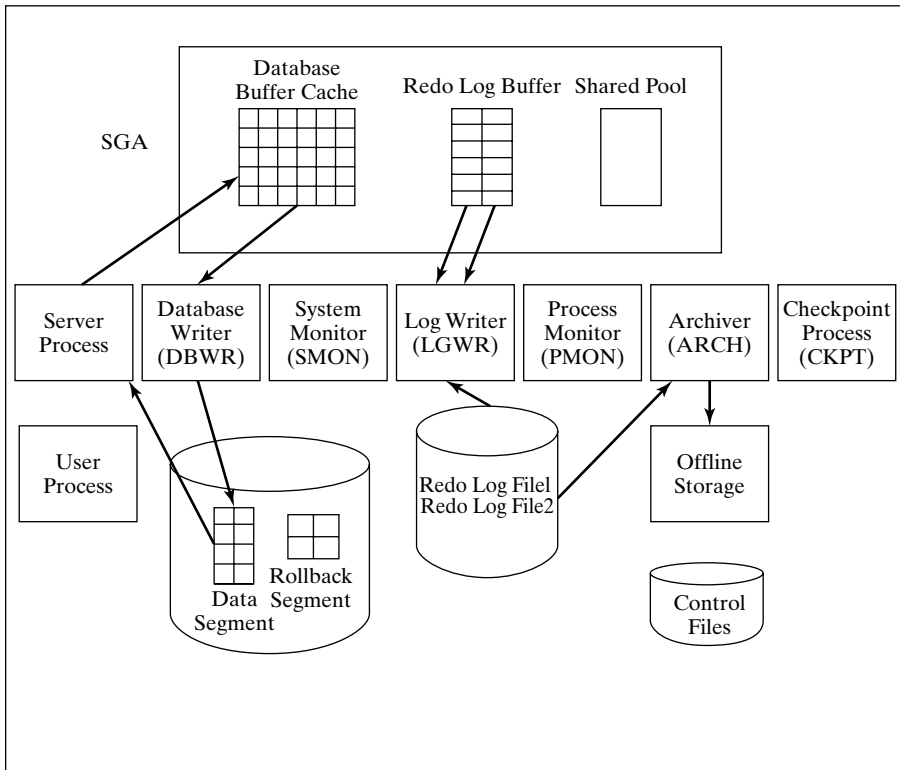 Database
Buffer Cache
Redo Log Buffer
Shared Pool
SGA
Server
Process
Database
Writer
(DBWR)
System
Monitor
(SMON)
Log Writer
(LGWR)
Process
Monitor
(PMON)
Archiver
(ARCH)
Checkpoint
Process
(CKPT)
User
Process
Redo Log Filel
Redo Log File2
Offline
Storage
Data
Segment
Rollback
Segment
Control
Files